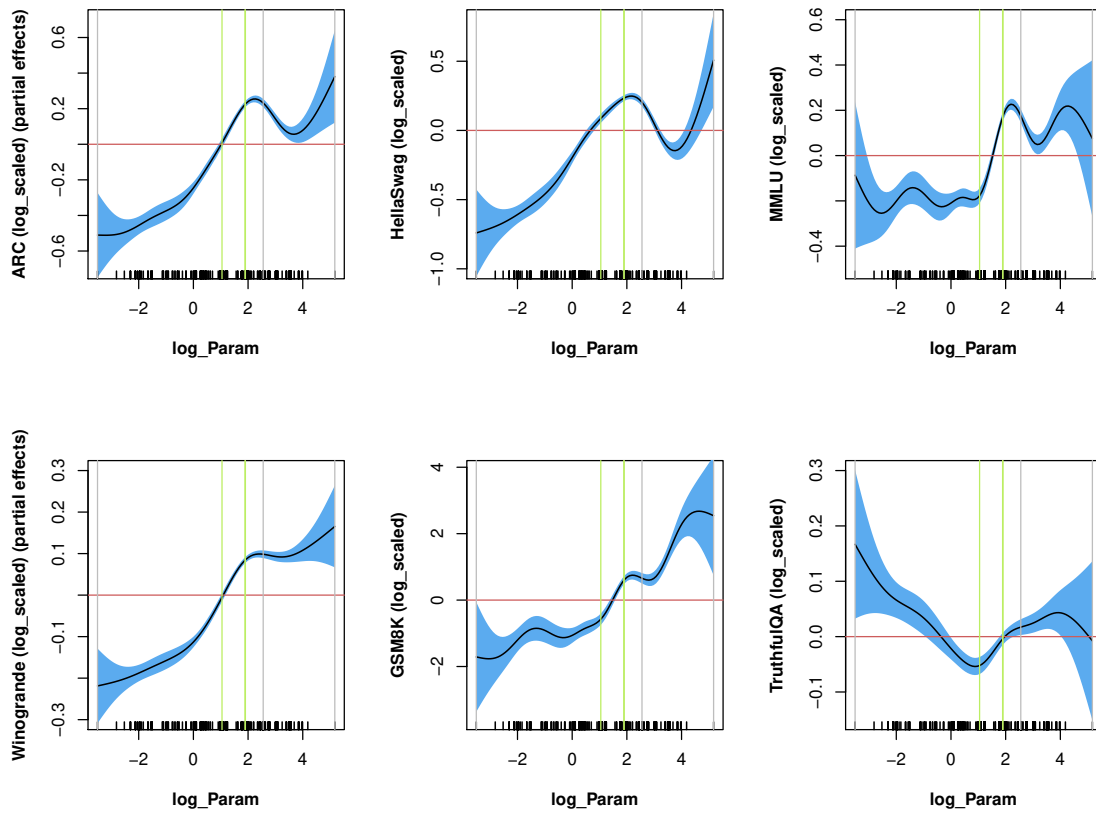 ARC (log_scaled) (partial effects)
0.6
0.2
−0.2
−0.6
−2 0 2 4
log_Param
HellaSwag (log_scaled)
0.5
0.0
−0.5
−1.0
−2 0 2 4
log_Param
MMLU (log_scaled)
0.6
0.4
0.2
0.0
−0.4
−2 0 2 4
log_Param
Winogrande (log_scaled) (partial effects)
0.3
0.2
0.1
−0.1
−0.3
−2 0 2 4
log_Param
GSM8K (log_scaled)
4
2
0
−2
−2 0 2 4
log_Param
TruthfulQA (log_scaled)
0.3
0.2
0.1
0.0
−0.1
−2 0 2 4
log_Param